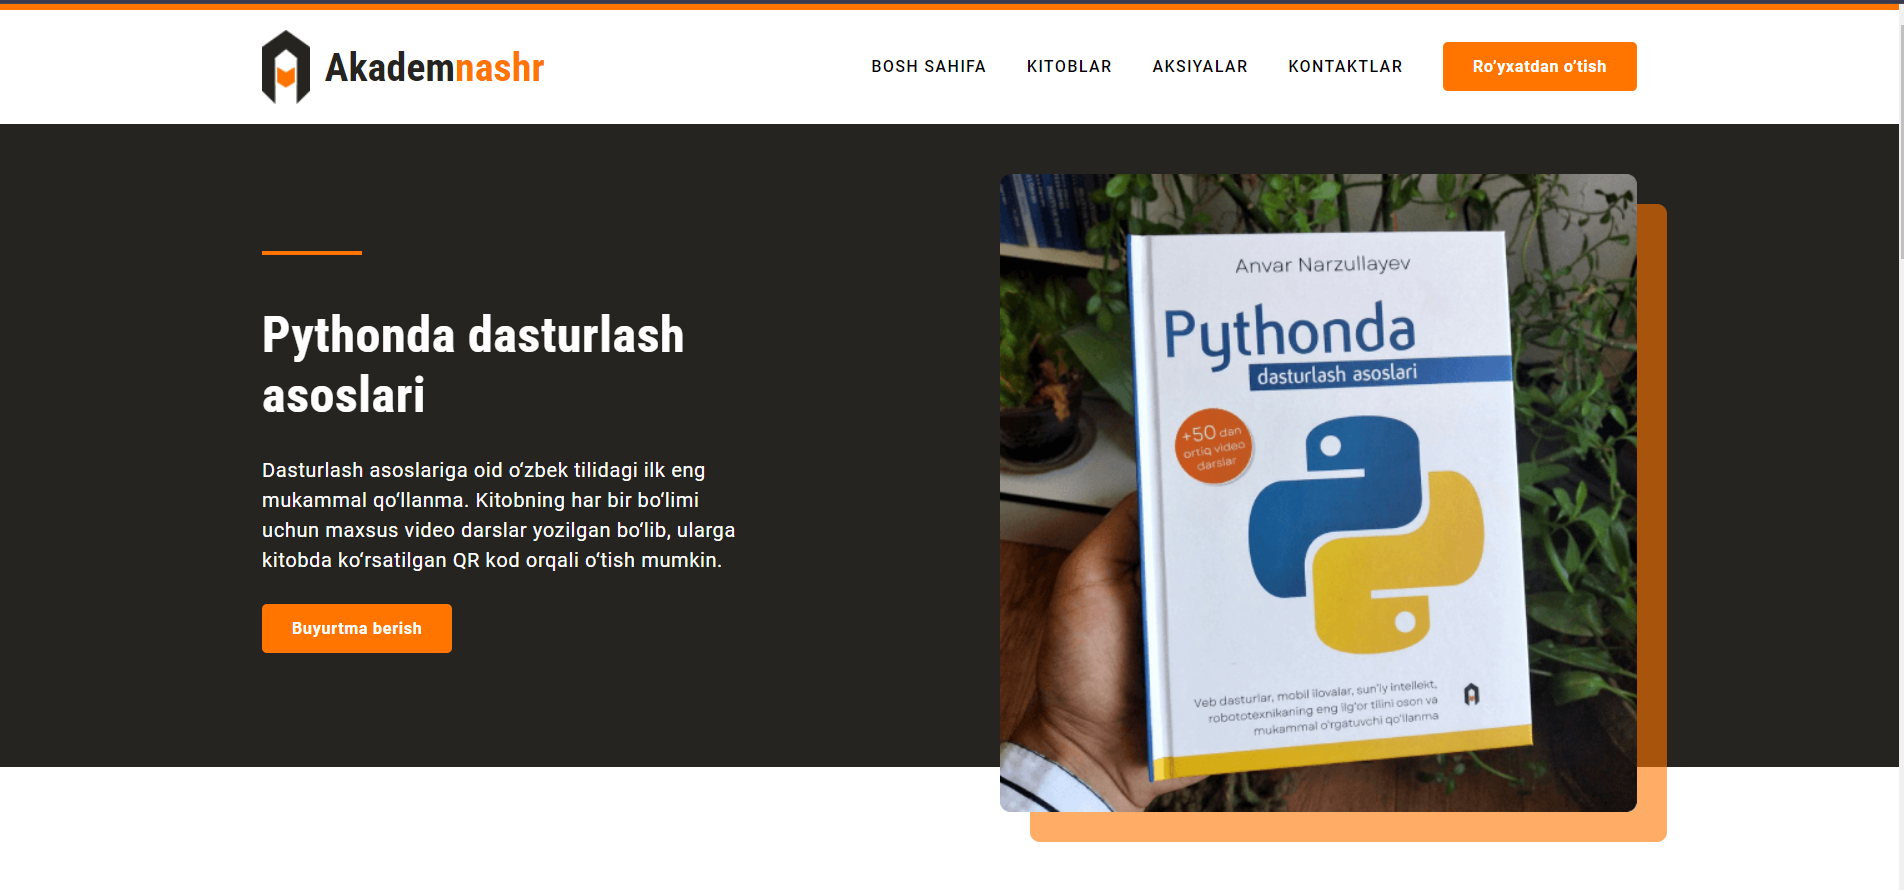 Akademnashr
BOSH SAHIFA
KITOBLAR
AKSIYALAR
KONTAKTLAR
Ro‘yxatdan o‘tish
Pythonda dasturlash
asoslari
Dasturlash asoslariga oid o‘zbek tilidagi ilk eng
mukammal qo‘llanma. Kitobning har bir bo‘limi
uchun maxsus video darslar yozilgan bo‘lib, ularga
kitobda ko‘rsatilgan QR kod orqali o‘tish mumkin.
Buyurtma berish
Anvar Narzullayev
Pythonda
dasturlash asoslari
+50 dan
ortiq video
darslar
Veb dasturlar, mobil ilovalar, sun'iy intellekt,
robototexnikaning eng ilg'or tilini oson va
mukammal o'rgatuvchi qo'llanma